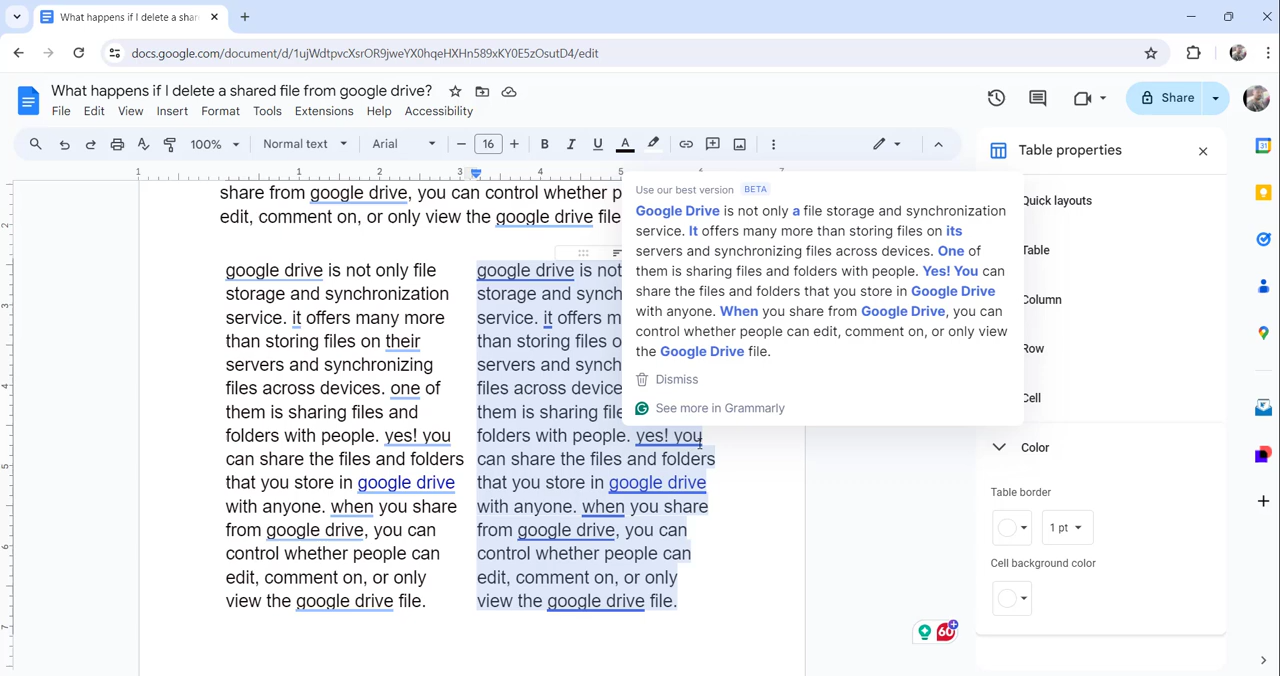 What happens if I delete a shar
docs.google.com/document/d/1ujWdtpvcXsrOR9jweYX0hqeHXHn589xKY0E5zOsutD4/edit
What happens if I delete a shared file from google drive?
File Edit View Insert Format Tools Extensions Help Accessibility
Share
100% Normal text Arial 16 B I U A
Table properties
1 1 2 3 4 5 6 7
share from google drive, you can control whether p
edit, comment on, or only view the google drive file
google drive is not only file
storage and synchronization
service. it offers many more
than storing files on their
servers and synchronizing
files across devices. one of
them is sharing files and
folders with people. yes! you
can share the files and folders
that you store in google drive
with anyone. when you share
from google drive, you can
control whether people can
edit, comment on, or only
view the google drive file.
google drive is not
storage and synch
service. it offers m
than storing files o
servers and synch
files across device
them is sharing file
folders with people. yes! you
can share the files and folders
that you store in google drive
with anyone. when you share
from google drive, you can
control whether people can
edit, comment on, or only
view the google drive file.
Use our best version BETA
Google Drive is not only a file storage and synchronization
service. It offers many more than storing files on its
servers and synchronizing files across devices. One of
them is sharing files and folders with people. Yes! You can
share the files and folders that you store in Google Drive
with anyone. When you share from Google Drive, you can
control whether people can edit, comment on, or only view
the Google Drive file.
Dismiss
See more in Grammarly
Quick layouts
Table
Column
Row
Cell
Color
Table border
1 pt
Cell background color
60
31
2
3
4
5
6
7